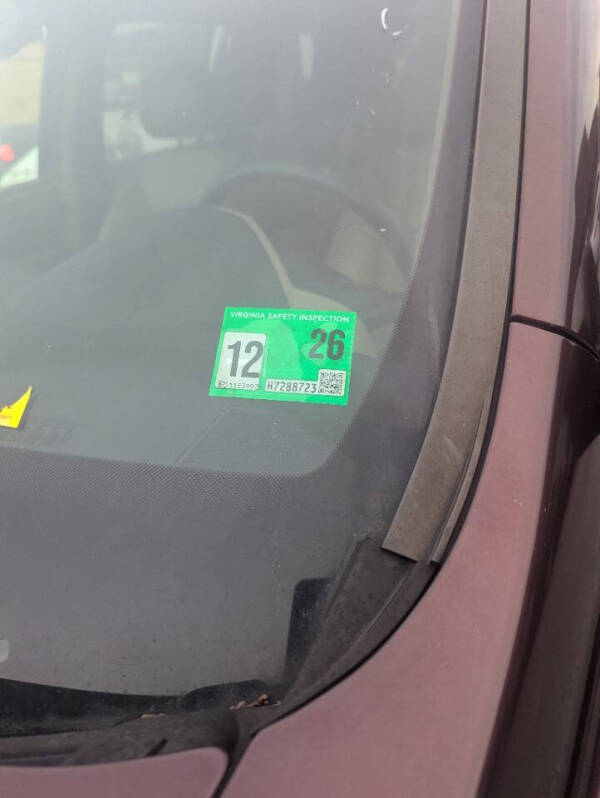 VIRGINIA SAFETY INSPECTION
12 26
H7288723